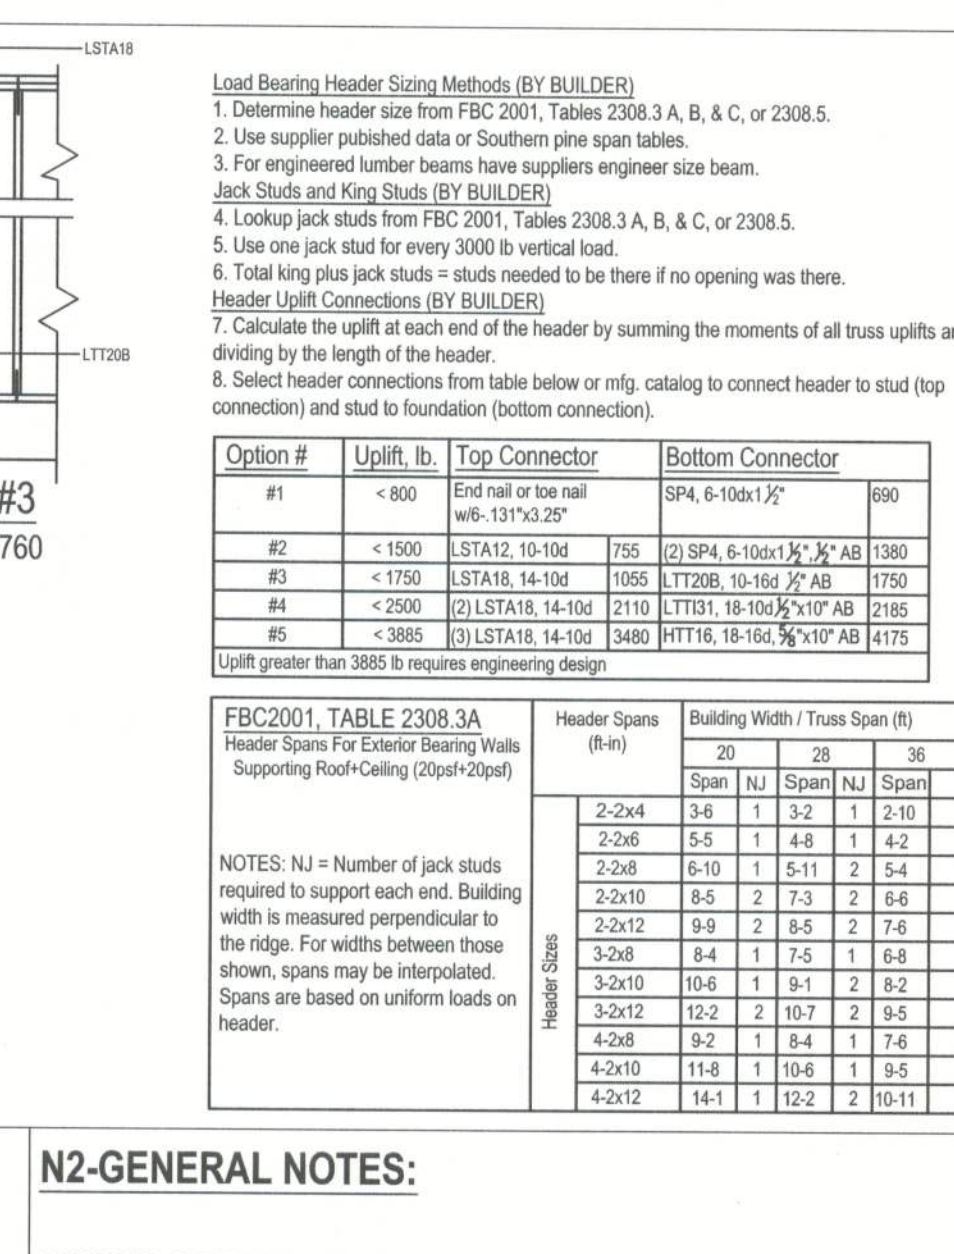 LSTA18
LTT20B
#3
760
Load Bearing Header Sizing Methods (BY BUILDER)
1. Determine header size from FBC 2001, Tables 2308.3 A, B, & C, or 2308.5.
2. Use supplier pubished data or Southern pine span tables.
3. For engineered lumber beams have suppliers engineer size beam.
Jack Studs and King Studs (BY BUILDER)
4. Lookup jack studs from FBC 2001, Tables 2308.3 A, B, & C, or 2308.5.
5. Use one jack stud for every 3000 lb vertical load.
6. Total king plus jack studs = studs needed to be there if no opening was there.
Header Uplift Connections (BY BUILDER)
7. Calculate the uplift at each end of the header by summing the moments of all truss uplifts
dividing by the length of the header.
8. Select header connections from table below or mfg. catalog to connect header to stud (top
connection) and stud to foundation (bottom connection).
Option # Uplift, lb. Top Connector Bottom Connector
#1 < 800 End nail or toe nail SP4, 6-10dx1 ½" 690
w/6-.131"x3.25"
#2 < 1500 LSTA12, 10-10d 755 (2) SP4, 6-10dx1 ½", ½" AB 1380
#3 < 1750 LSTA18, 14-10d 1055 LTT20B, 10-16d ½" AB 1750
#4 < 2500 (2) LSTA18, 14-10d 2110 LTTI31, 18-10d ½"x10" AB 2185
#5 < 3885 (3) LSTA18, 14-10d 3480 HTT16, 18-16d, ⅝"x10" AB 4175
Uplift greater than 3885 lb requires engineering design
FBC2001, TABLE 2308.3A
Header Spans For Exterior Bearing Walls
Supporting Roof+Ceiling (20psf+20psf)
NOTES: NJ = Number of jack studs
required to support each end. Building
width is measured perpendicular to
the ridge. For widths between those
shown, spans may be interpolated.
Spans are based on uniform loads on
header.
Header Spans
(ft-in)
Building Width / Truss Span (ft)
20 28 36
Span NJ Span NJ Span
Header Sizes
2-2x4 3-6 1 3-2 1 2-10
2-2x6 5-5 1 4-8 1 4-2
2-2x8 6-10 1 5-11 2 5-4
2-2x10 8-5 2 7-3 2 6-6
2-2x12 9-9 2 8-5 2 7-6
3-2x8 8-4 1 7-5 1 6-8
3-2x10 10-6 1 9-1 2 8-2
3-2x12 12-2 2 10-7 2 9-5
4-2x8 9-2 1 8-4 1 7-6
4-2x10 11-8 1 10-6 1 9-5
4-2x12 14-1 1 12-2 2 10-11
N2-GENERAL NOTES: